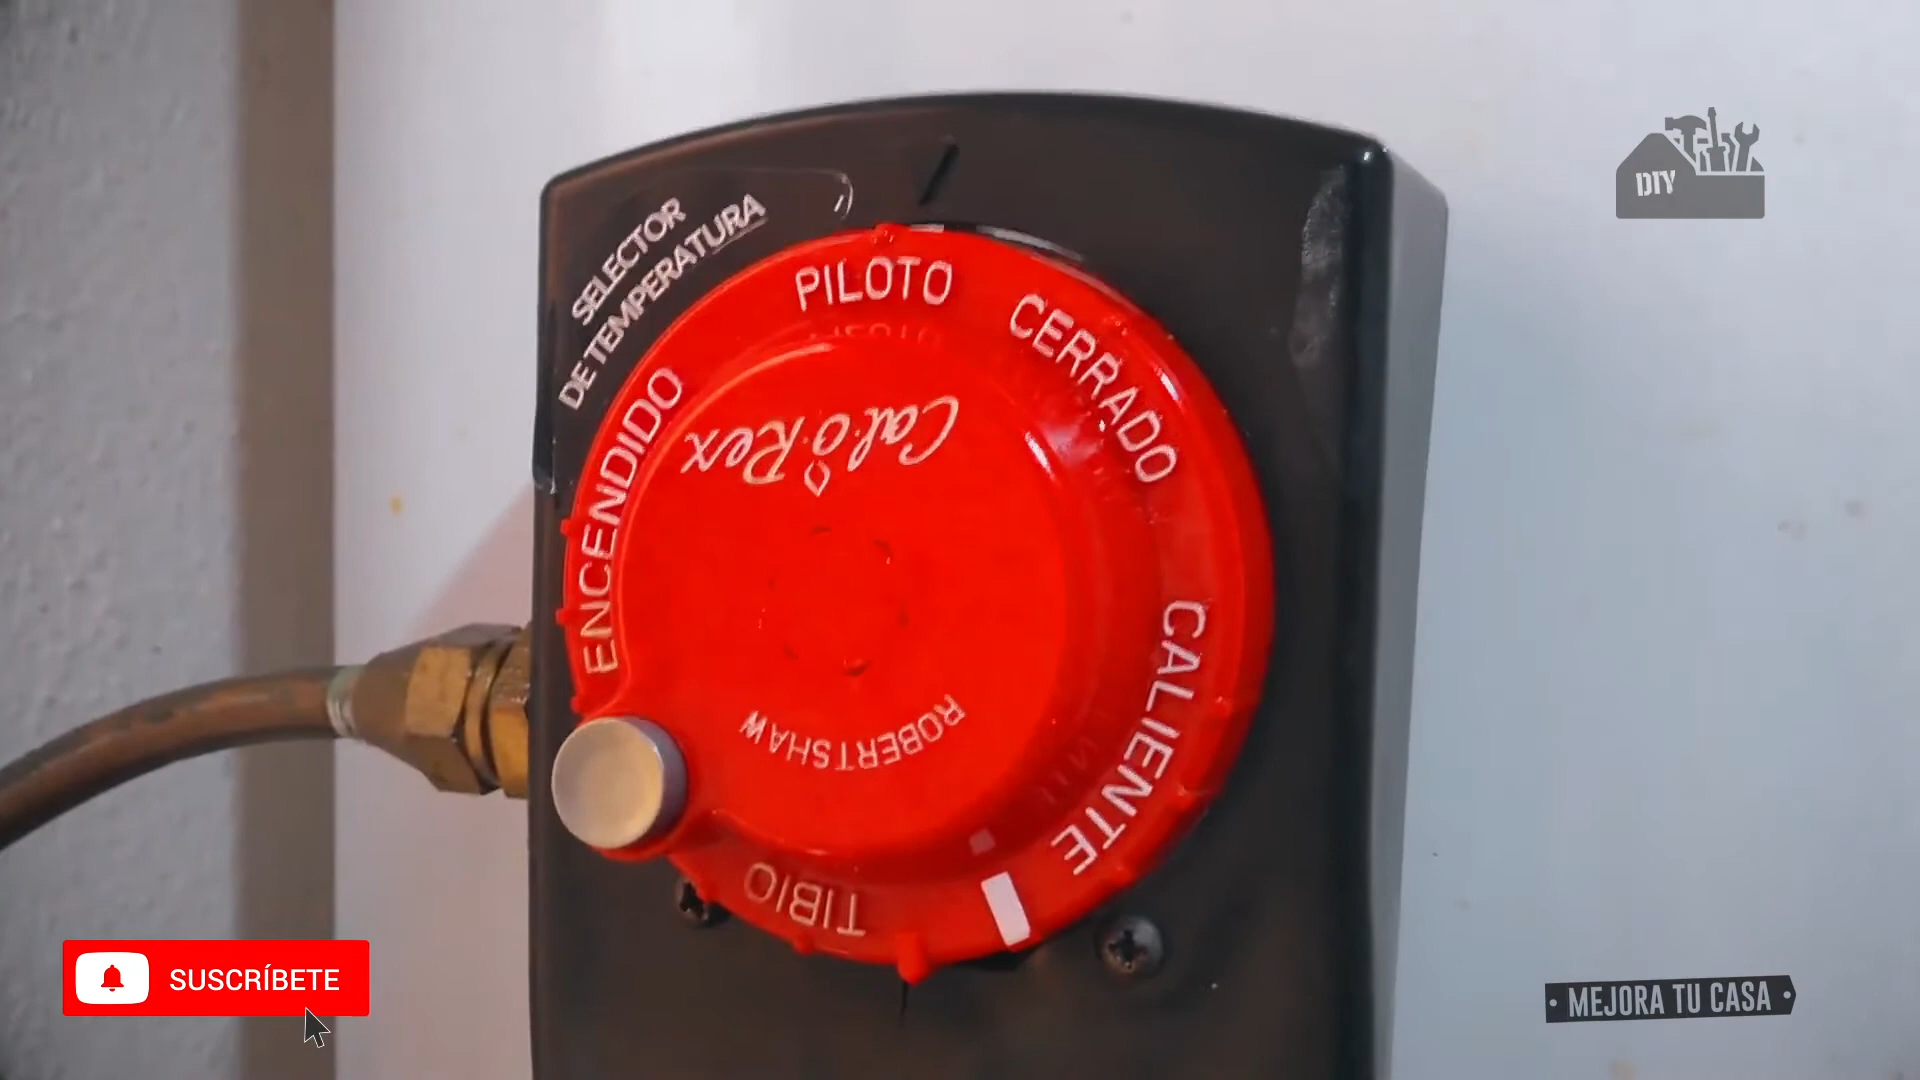 DIY
SELECTOR
DE TEMPERATURA
PILOTO
CERRADO
ENCENDIDO
Cal-O-Rex
CALIENTE
ROBERTSHAW
TIBIO
SUSCRÍBETE
MEJORA TU CASA